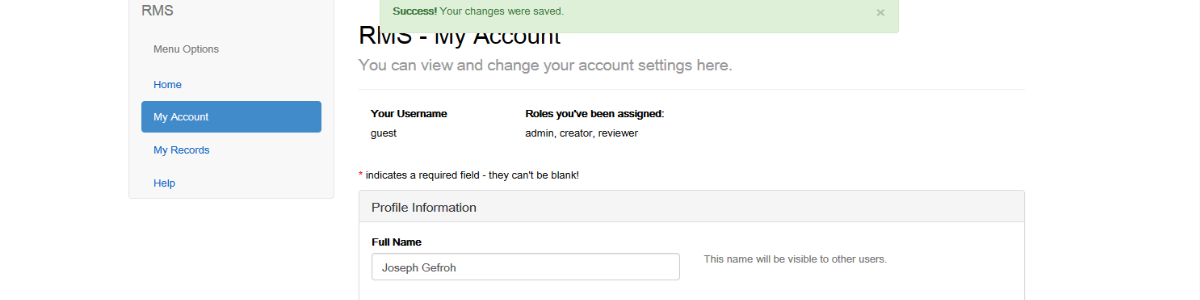 RMS
Menu Options
Home
My Account
My Records
Help
Success! Your changes were saved.
×
RMS - My Account
You can view and change your account settings here.
Your Username
Roles you've been assigned:
guest
admin, creator, reviewer
* indicates a required field - they can't be blank!
Profile Information
Full Name
Joseph Gefroh
This name will be visible to other users.